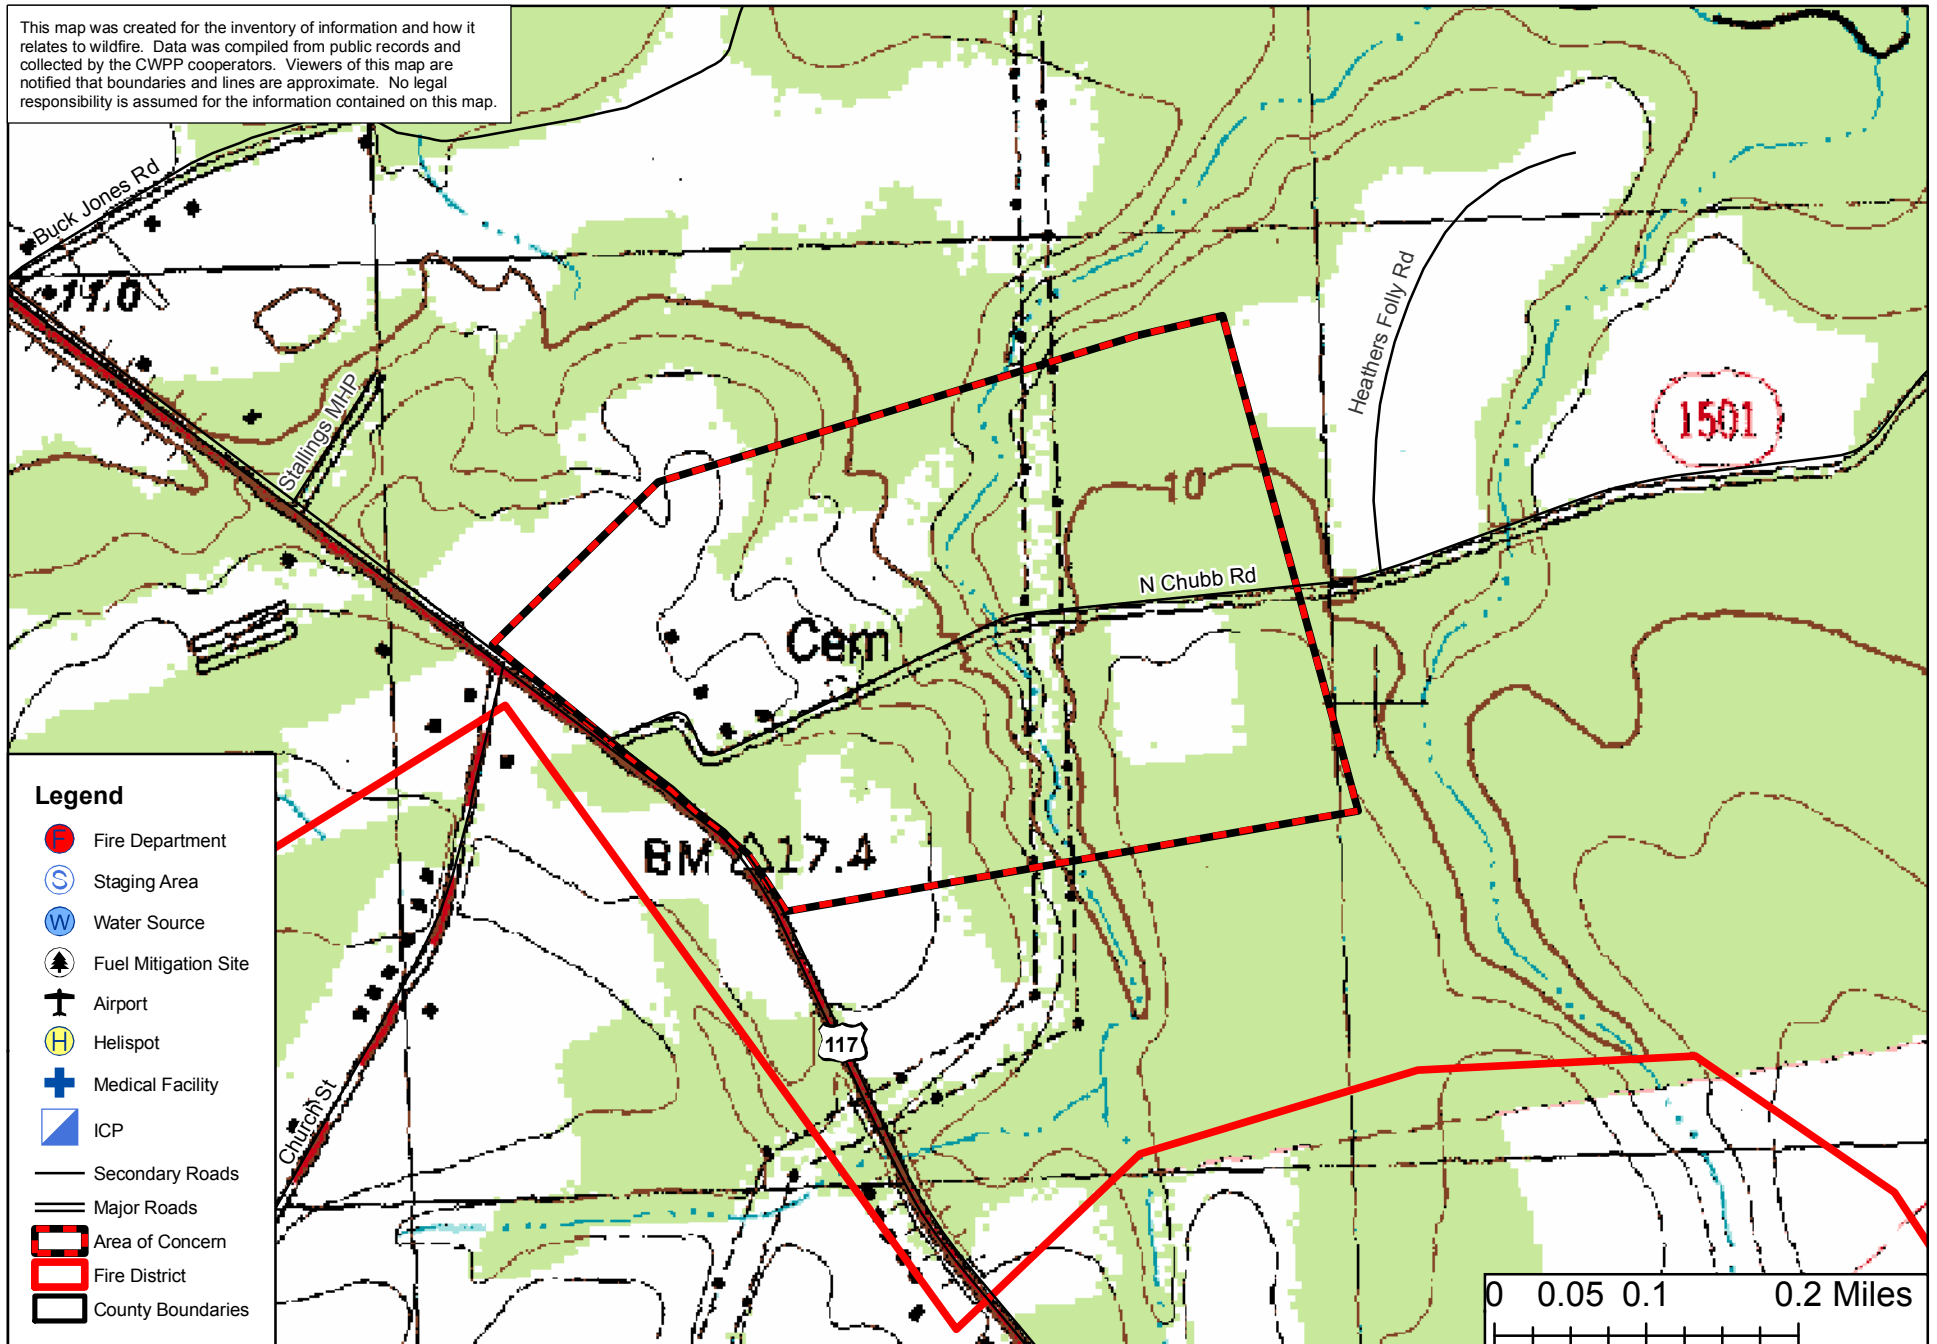 This map was created for the inventory of information and how it
relates to wildfire. Data was compiled from public records and
collected by the CWPP cooperators. Viewers of this map are
notified that boundaries and lines are approximate. No legal
responsibility is assumed for the information contained on this map.
Buck Jones Rd
11.0
Stallings MHP
Heathers Folly Rd
1501
10
N Chubb Rd
Cem
BM 17.4
117
Church St
Legend
F Fire Department
S Staging Area
W Water Source
Fuel Mitigation Site
Airport
H Helispot
Medical Facility
ICP
Secondary Roads
Major Roads
Area of Concern
Fire District
County Boundaries
0 0.05 0.1 0.2 Miles